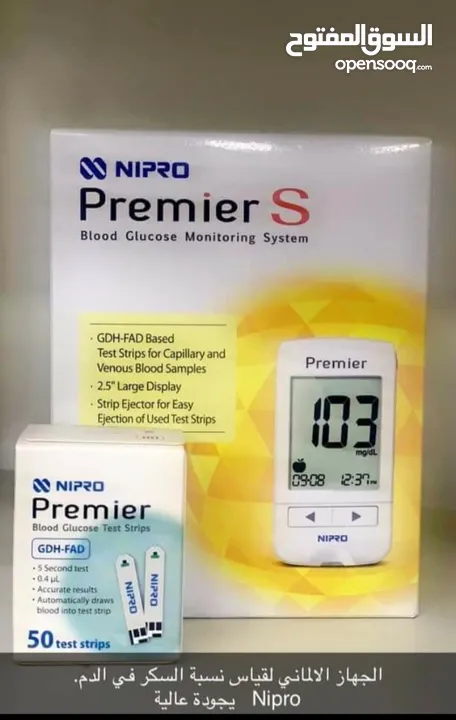 السوق المفتوح
opensooq.com
NIPRO
Premier S
Blood Glucose Monitoring System
· GDH-FAD Based
Test Strips for Capillary and
Venous Blood Samples
· 2.5" Large Display
· Strip Ejector for Easy
Ejection of Used Test Strips
Premier
103
mg/dL
09-08 12:37 PM
NIPRO
NIPRO
Premier
Blood Glucose Test Strips
GDH-FAD
• 5 Second test
• 0.4 µL
• Accurate results
• Automatically draws
blood into test strip
NIPRO
NIPRO
50 test strips
الجهاز الالماني لقياس نسبة السكر في الدم.
Nipro يجودة عالية